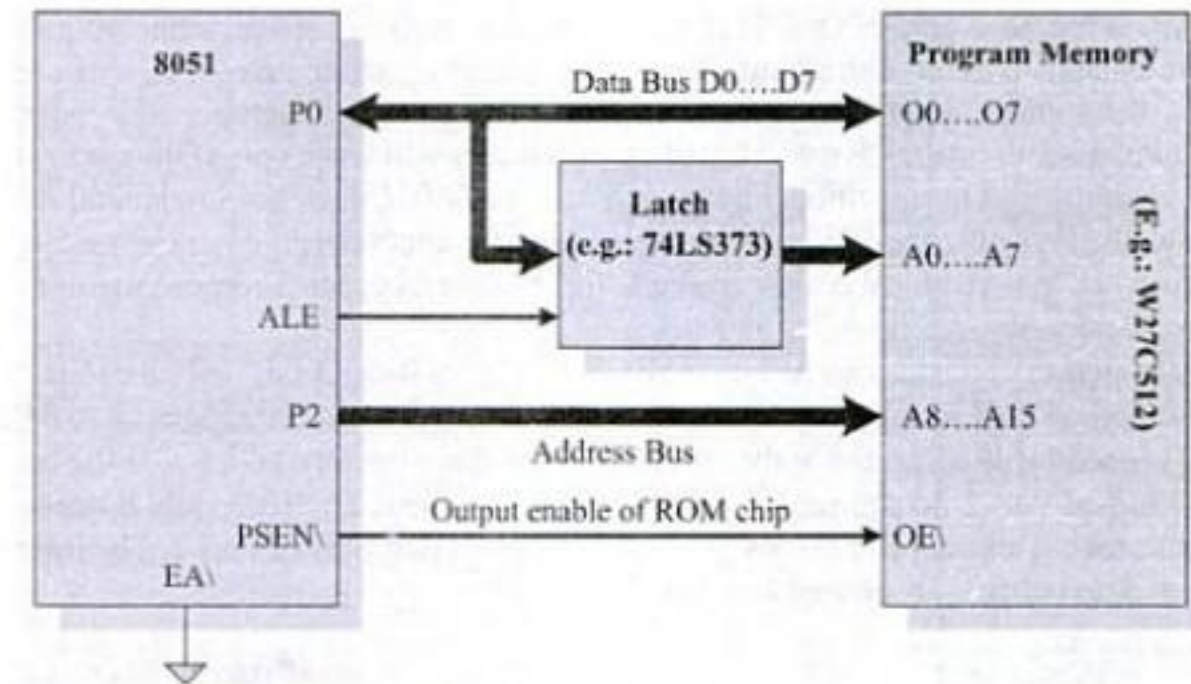 8051
Program Memory
P0
Data Bus D0....D7
O0....O7
Latch
(e.g.: 74LS373)
A0....A7
(E.g.: W27C512)
ALE
P2
A8....A15
Address Bus
PSEN\
Output enable of ROM chip
OE\
EA\